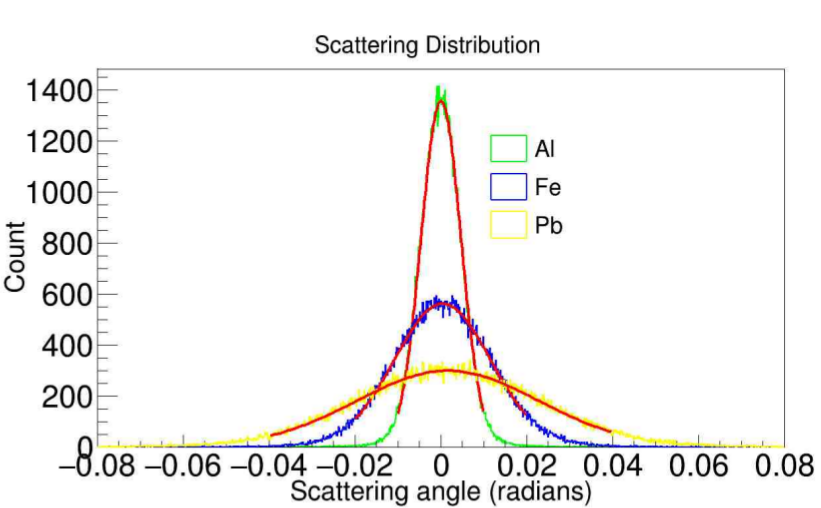 Scattering Distribution
1400
1200
1000
800
600
400
200
0
Count
Al
Fe
Pb
−0.08 −0.06 −0.04 −0.02 0 0.02 0.04 0.06 0.08
Scattering angle (radians)